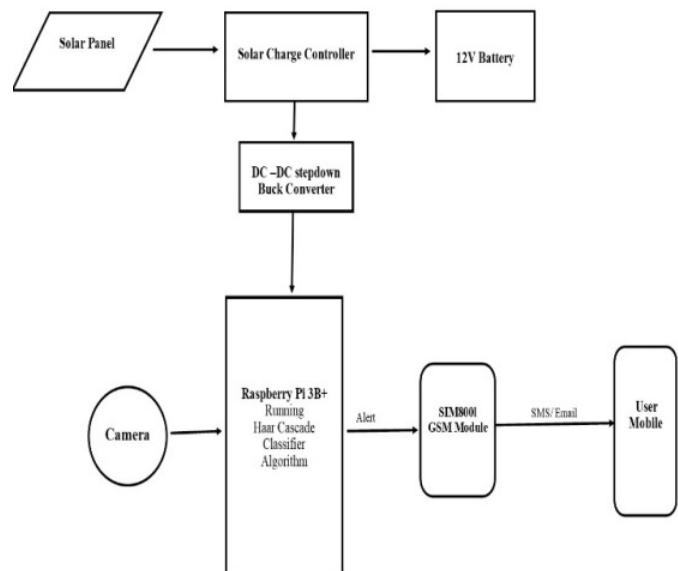 Solar Panel
Solar Charge Controller
12V Battery
DC –DC stepdown
Buck Converter
Camera
Raspberry Pi 3B+
Running
Haar Cascade
Classifier
Algorithm
Alert
SIM800l
GSM Module
SMS/ Email
User
Mobile